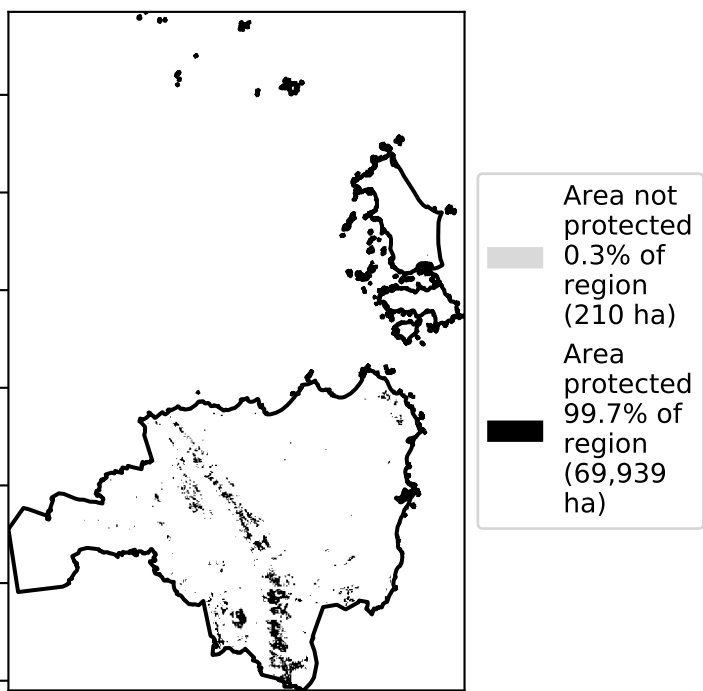 Area not
protected
0.3% of
region
(210 ha)
Area
protected
99.7% of
region
(69,939
ha)